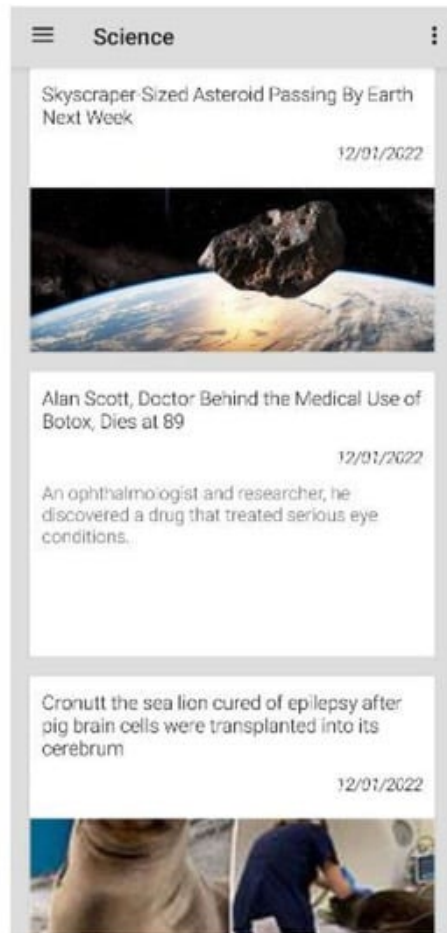 Science
Skyscraper-Sized Asteroid Passing By Earth
Next Week
12/01/2022
Alan Scott, Doctor Behind the Medical Use of
Botox, Dies at 89
12/01/2022
An ophthalmologist and researcher, he
discovered a drug that treated serious eye
conditions.
Cronutt the sea lion cured of epilepsy after
pig brain cells were transplanted into its
cerebrum
12/01/2022